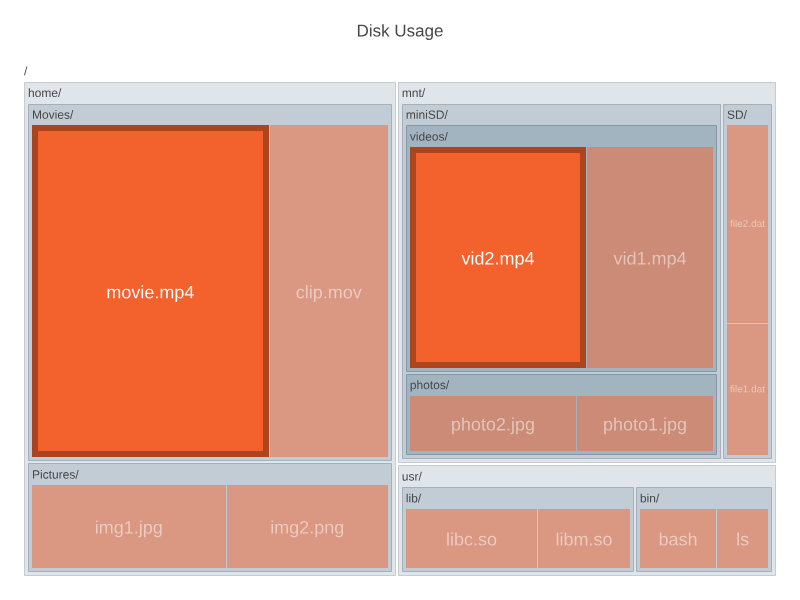 Disk Usage
/
home/
Movies/
movie.mp4
clip.mov
Pictures/
img1.jpg
img2.png
mnt/
miniSD/
videos/
vid2.mp4
vid1.mp4
photos/
photo2.jpg
photo1.jpg
SD/
file2.dat
file1.dat
usr/
lib/
libc.so
libm.so
bin/
bash
ls